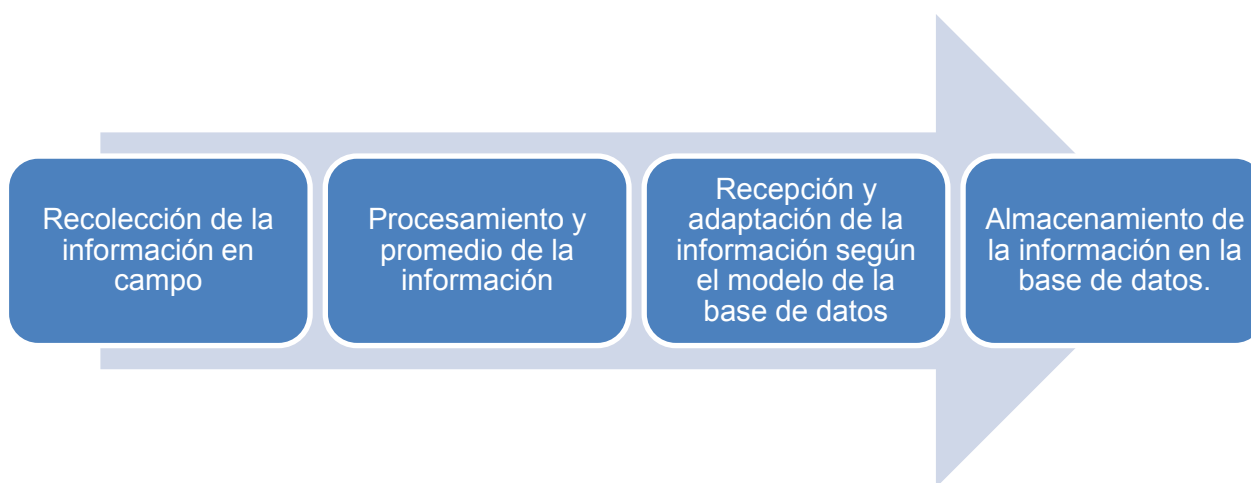 Recolección de la
información en
campo
Procesamiento y
promedio de la
información
Recepción y
adaptación de la
información según
el modelo de la
base de datos
Almacenamiento de
la información en la
base de datos.